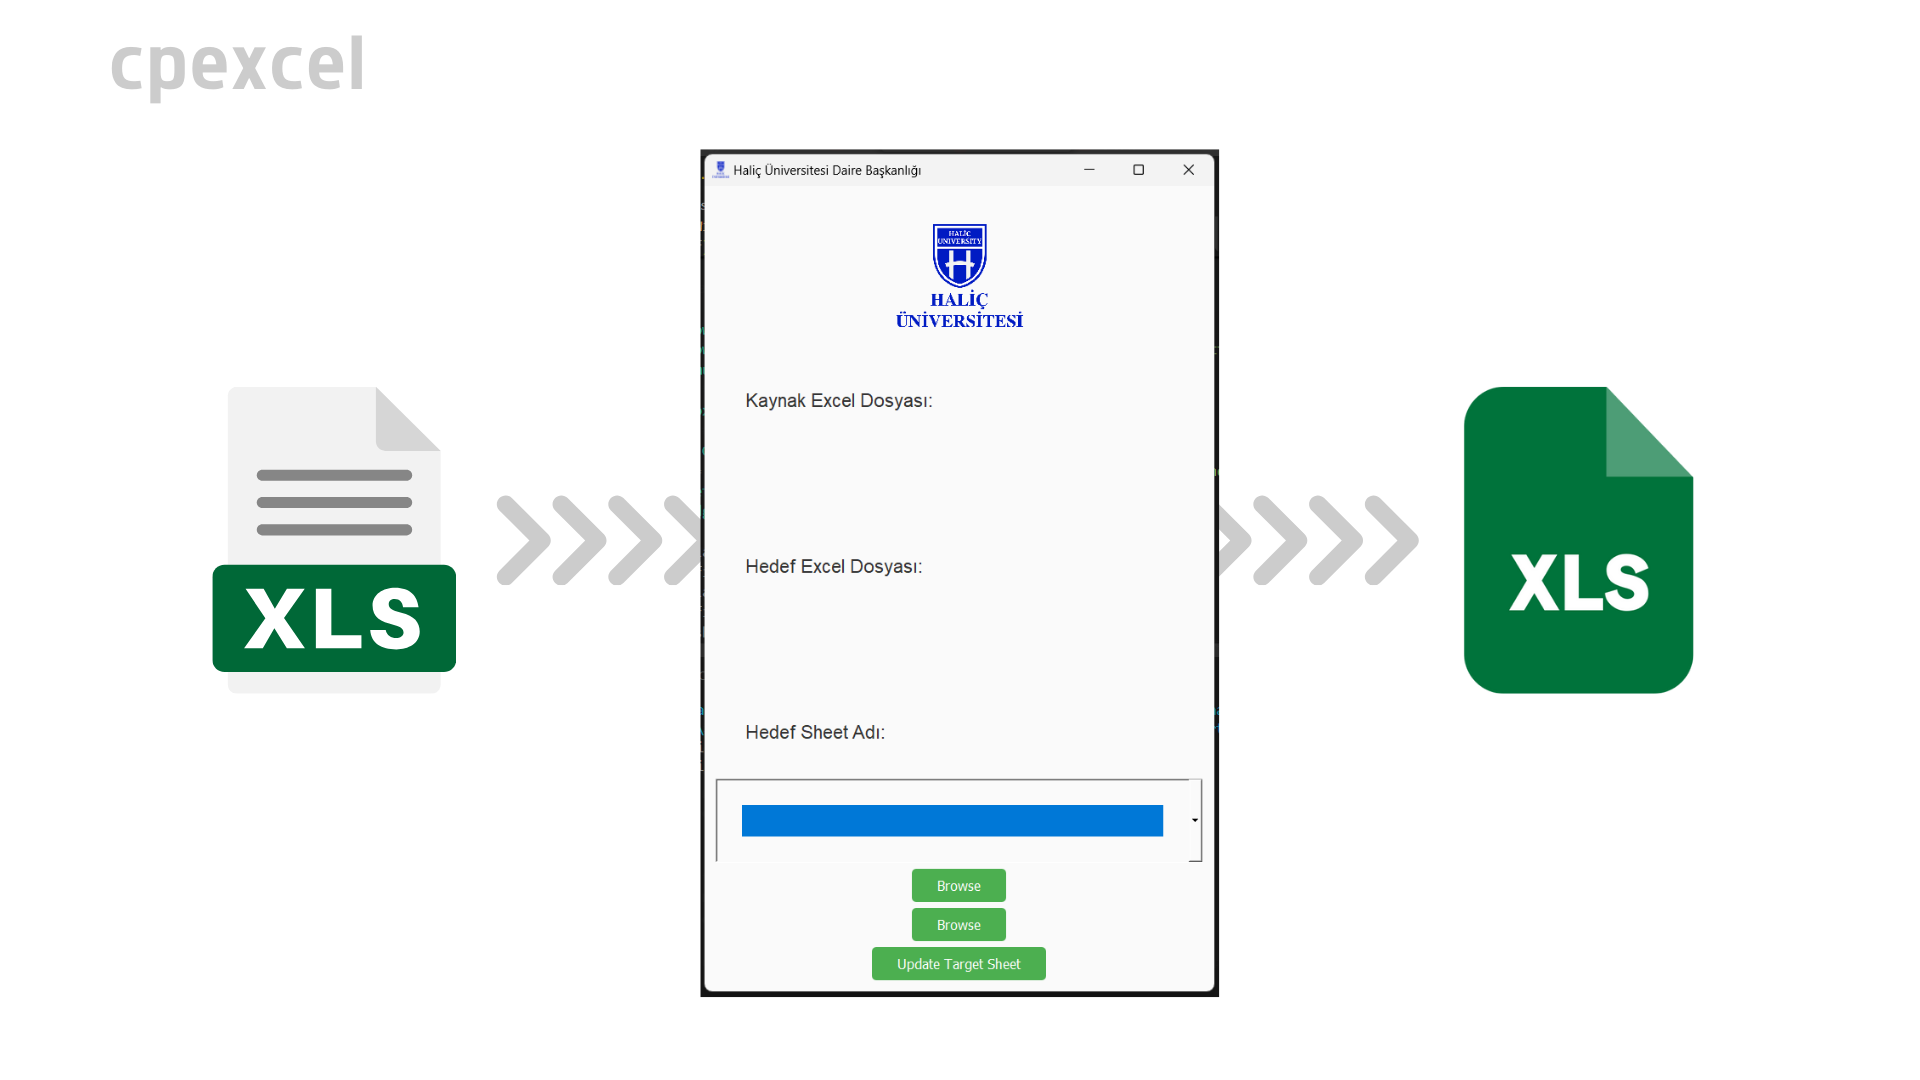 cpexcel
Haliç Üniversitesi Daire Başkanlığı
HALİÇ
UNIVERSITY
HALİÇ
ÜNİVERSİTESİ
Kaynak Excel Dosyası:
XLS
Hedef Excel Dosyası:
XLS
Hedef Sheet Adı:
Browse
Browse
Update Target Sheet